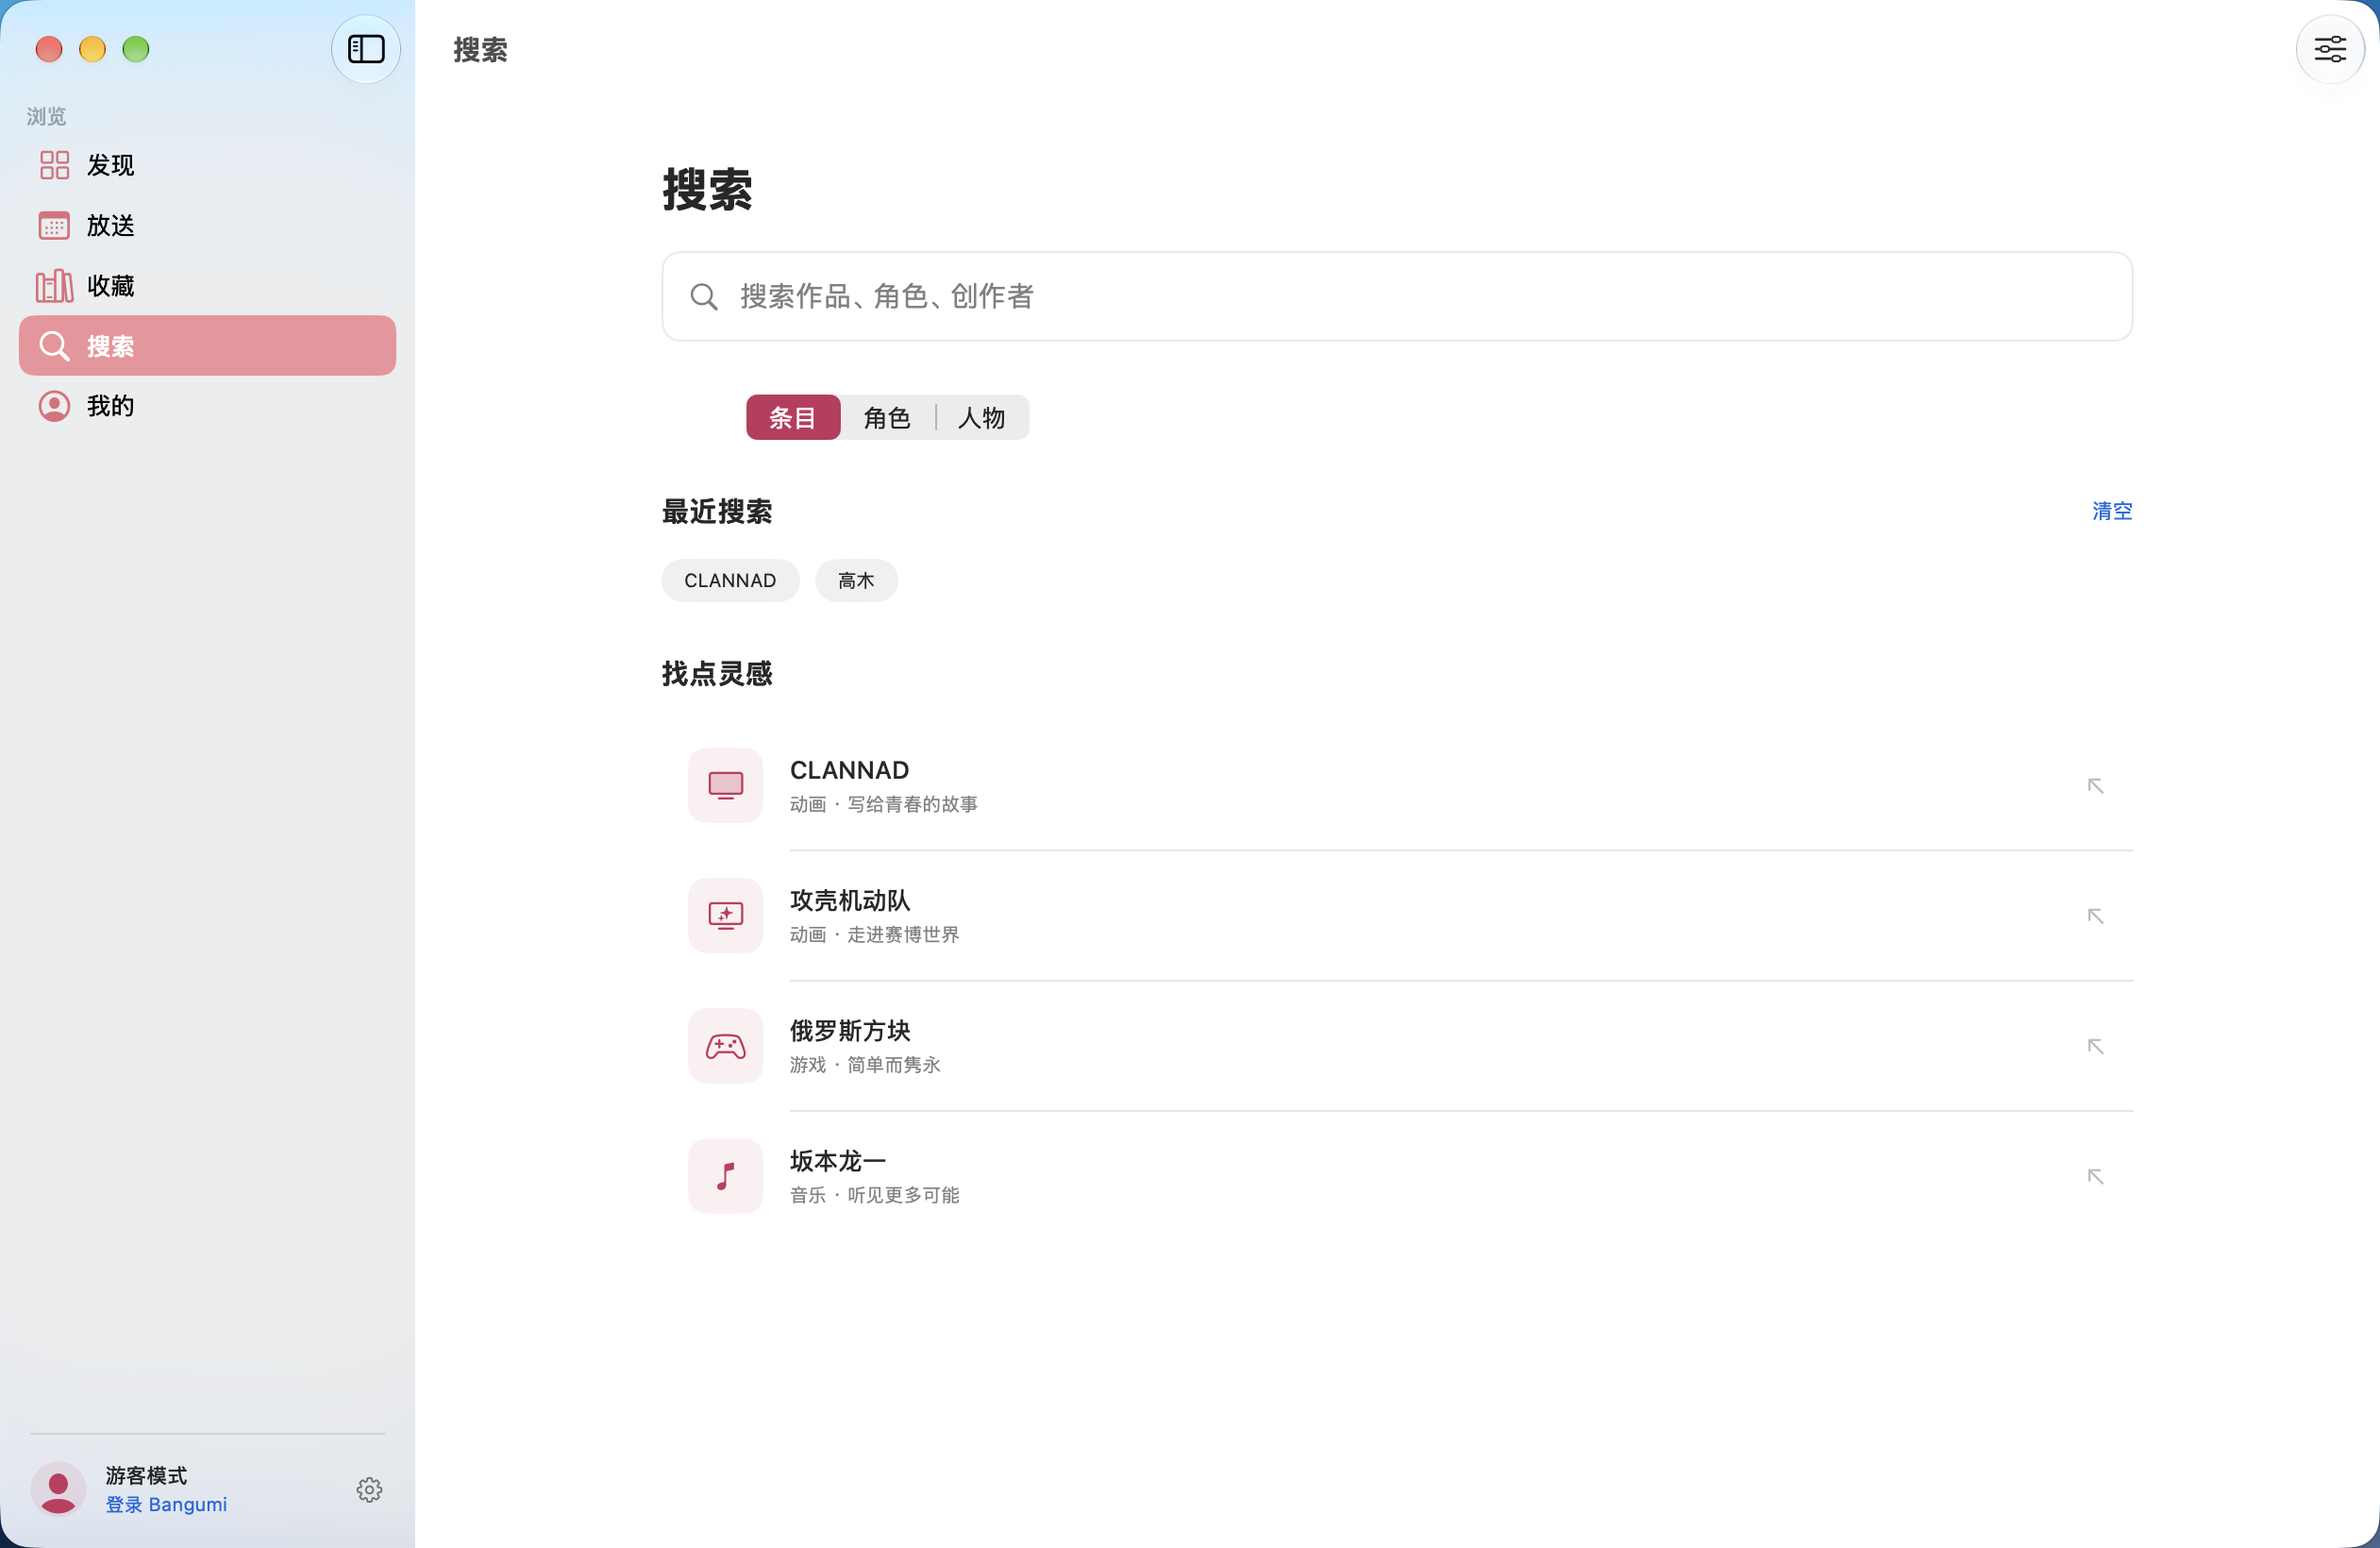 浏览
发现
放送
收藏
搜索
我的
游客模式
登录 Bangumi
搜索
搜索
搜索作品、角色、创作者
条目 角色 人物
最近搜索 清空
CLANNAD 高木
找点灵感
CLANNAD
动画 · 写给青春的故事
攻壳机动队
动画 · 走进赛博世界
俄罗斯方块
游戏 · 简单而隽永
坂本龙一
音乐 · 听见更多可能